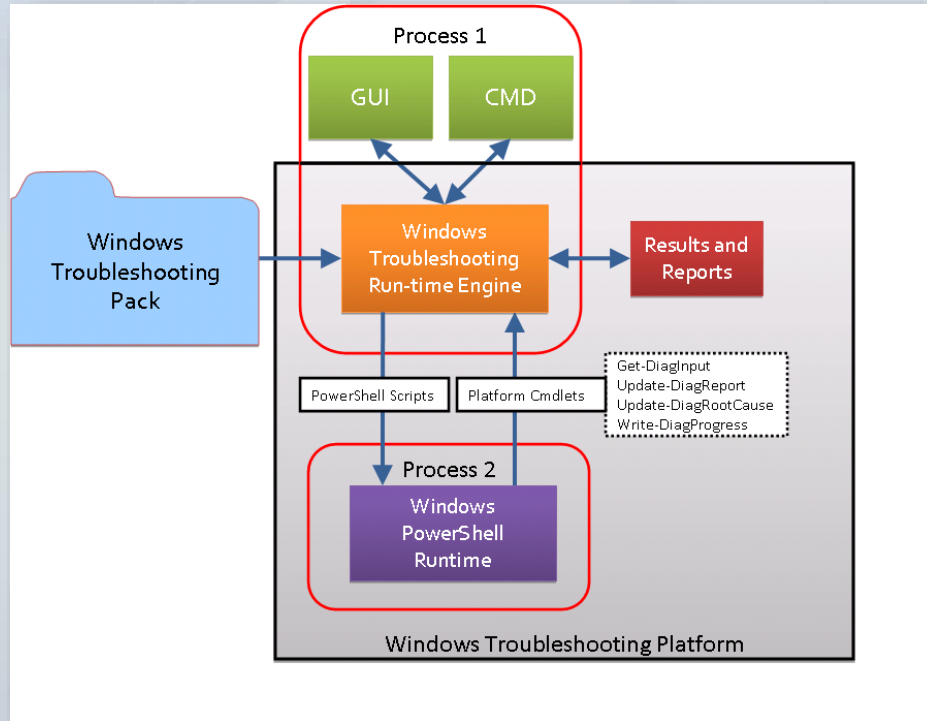 Process 1
GUI
CMD
Windows
Troubleshooting
Pack
Windows
Troubleshooting
Run-time Engine
Results and
Reports
PowerShell Scripts
Platform Cmdlets
Get-DiagInput
Update-DiagReport
Update-DiagRootCause
Write-DiagProgress
Process 2
Windows
PowerShell
Runtime
Windows Troubleshooting Platform